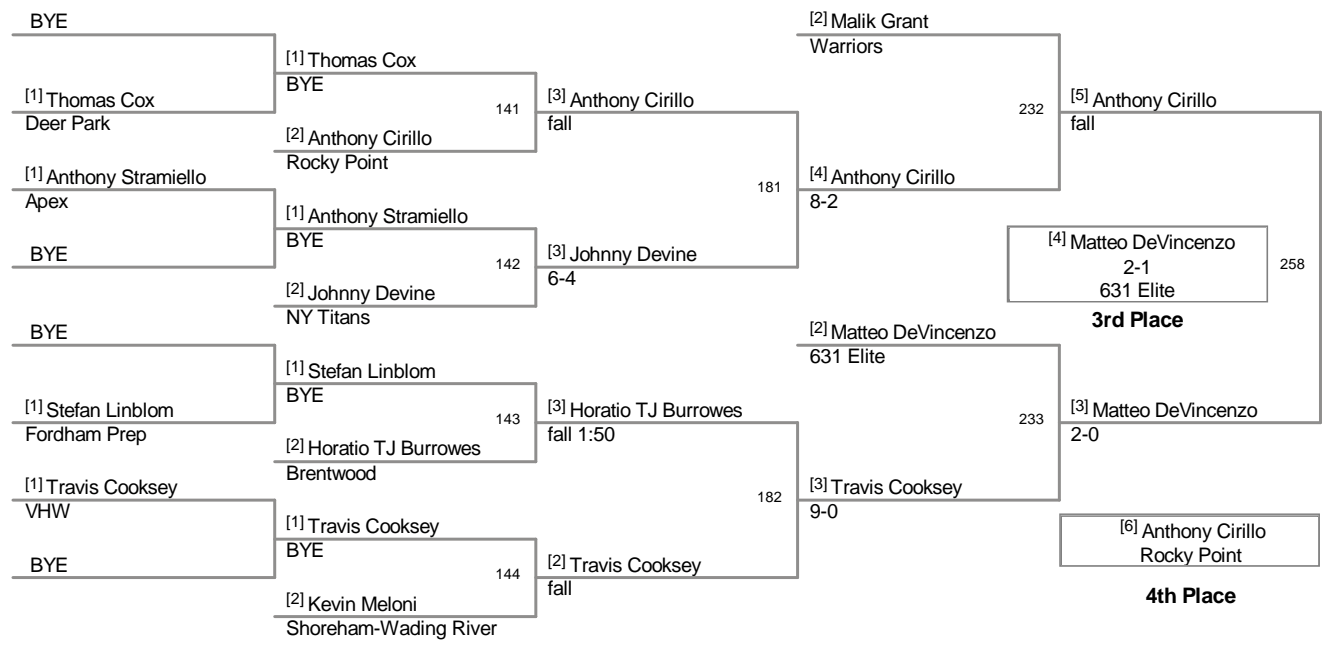 BYE
[1] Thomas Cox
Deer Park
[1] Anthony Stramiello
Apex
BYE
BYE
[1] Stefan Linblom
Fordham Prep
[1] Travis Cooksey
VHW
BYE
[1] Thomas Cox
BYE
141
[2] Anthony Cirillo
Rocky Point
[1] Anthony Stramiello
BYE
142
[2] Johnny Devine
NY Titans
[1] Stefan Linblom
BYE
143
[2] Horatio TJ Burrowes
Brentwood
[1] Travis Cooksey
BYE
144
[2] Kevin Meloni
Shoreham-Wading River
[3] Anthony Cirillo
fall
181
[3] Johnny Devine
6-4
[3] Horatio TJ Burrowes
fall 1:50
182
[2] Travis Cooksey
fall
[2] Malik Grant
Warriors
232
[4] Anthony Cirillo
8-2
[2] Matteo DeVincenzo
631 Elite
233
[3] Travis Cooksey
9-0
[5] Anthony Cirillo
fall
[4] Matteo DeVincenzo
2-1
631 Elite
258
3rd Place
[3] Matteo DeVincenzo
2-0
[6] Anthony Cirillo
Rocky Point
4th Place